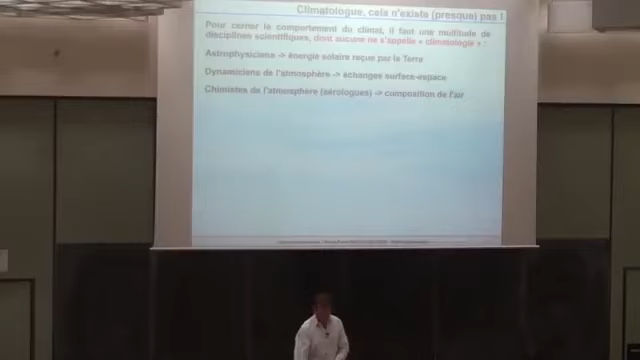 Climatologue, cela n'existe (presque) pas !
Pour cerner le comportement du climat, il faut une multitude de
disciplines scientifiques, dont aucune ne s'appelle « climatologie » :
Astrophysiciens -> énergie solaire reçue par la Terre
Dynamiciens de l'atmosphère -> échanges surface-espace
Chimistes de l'atmosphère (aérologues) -> composition de l'air